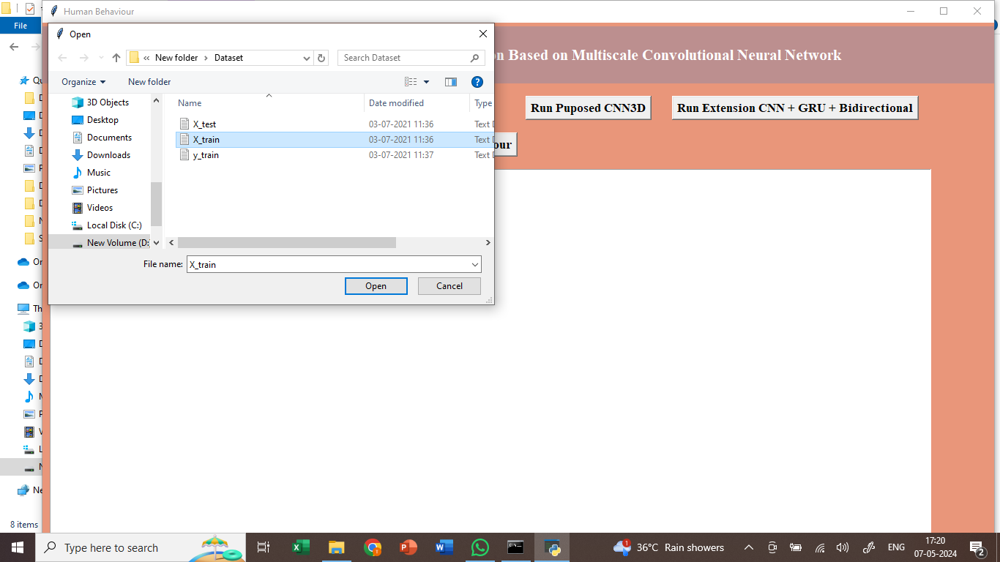 Human Behaviour
File
Open
on Based on Multiscale Convolutional Neural Network
« New folder › Dataset
Search Dataset
Organize
New folder
Run Puposed CNN3D
Run Extension CNN + GRU + Bidirectional
our
Name
Date modified
Type
3D Objects
Desktop
Documents
Downloads
Music
Pictures
Videos
Local Disk (C:)
New Volume (D:
X_test 03-07-2021 11:36 Text D
X_train 03-07-2021 11:36 Text D
y_train 03-07-2021 11:37 Text D
File name: X_train
Open
Cancel
Qu
Or
Or
Th
Ne
8 items
Type here to search
36°C Rain showers
ENG
17:20
07-05-2024
1
2